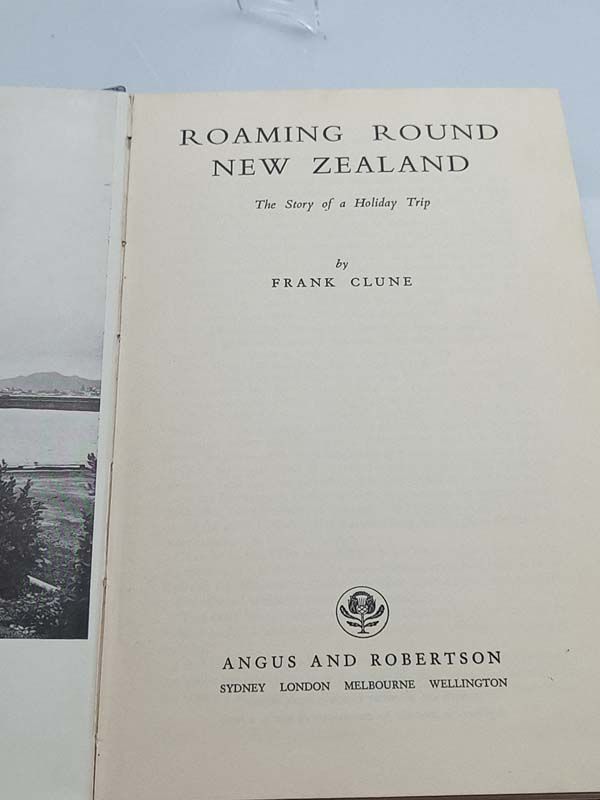 ROAMING ROUND
NEW ZEALAND
The Story of a Holiday Trip
by
FRANK CLUNE
ANGUS AND ROBERTSON
SYDNEY LONDON MELBOURNE WELLINGTON